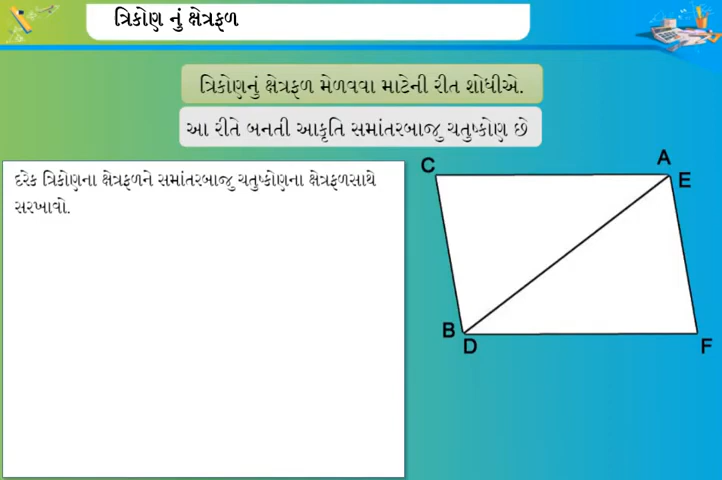 ત્રિકોણ નું ક્ષેત્રફળ
ત્રિકોણનું ક્ષેત્રફળ મેળવવા માટેની રીત શોધીએ.
આ રીતે બનતી આકૃતિ સમાંતરબાજુ ચતુષ્કોણ છે
દરેક ત્રિકોણના ક્ષેત્રફળને સમાંતરબાજુ ચતુષ્કોણના ક્ષેત્રફળસાથે
સરખાવો.
C
A
E
B
D
F